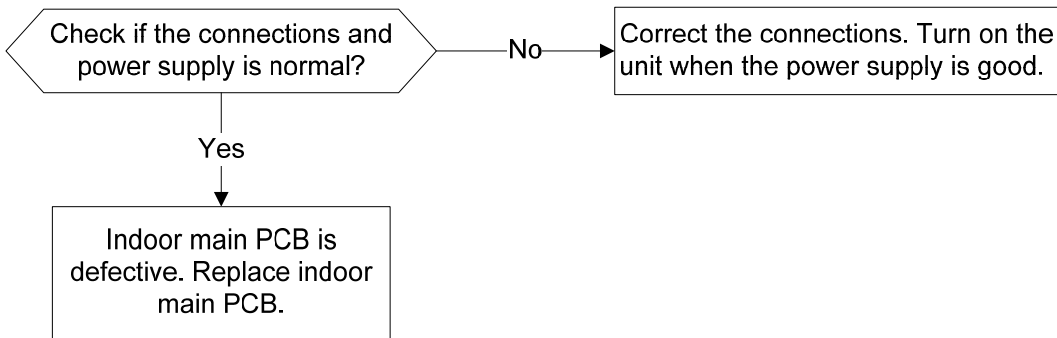 Check if the connections and
power supply is normal?
No
Correct the connections. Turn on the
unit when the power supply is good.
Yes
Indoor main PCB is
defective. Replace indoor
main PCB.